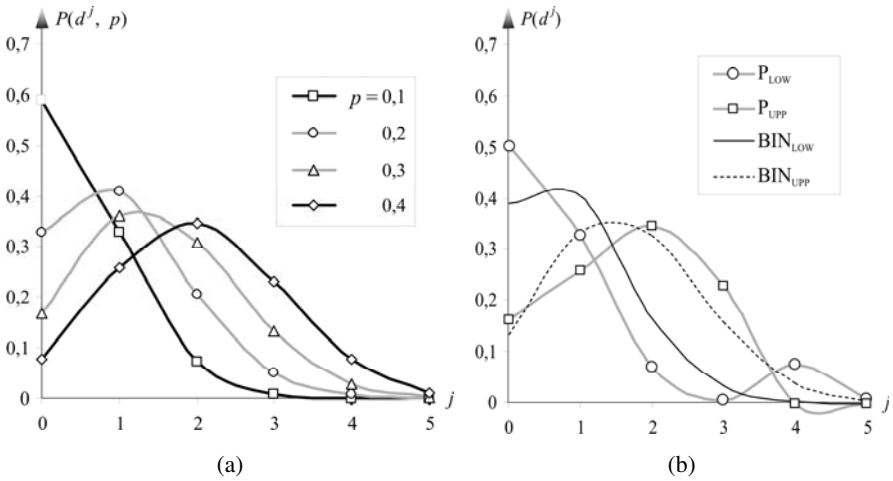 P(d^j, p)
0,7
0,6
0,5
0,4
0,3
0,2
0,1
0
0 1 2 3 4 5 j
p = 0,1
0,2
0,3
0,4
(a)
P(d^j)
0,7
0,6
0,5
0,4
0,3
0,2
0,1
0
0 1 2 3 4 5 j
P_LOW
P_UPP
BIN_LOW
BIN_UPP
(b)